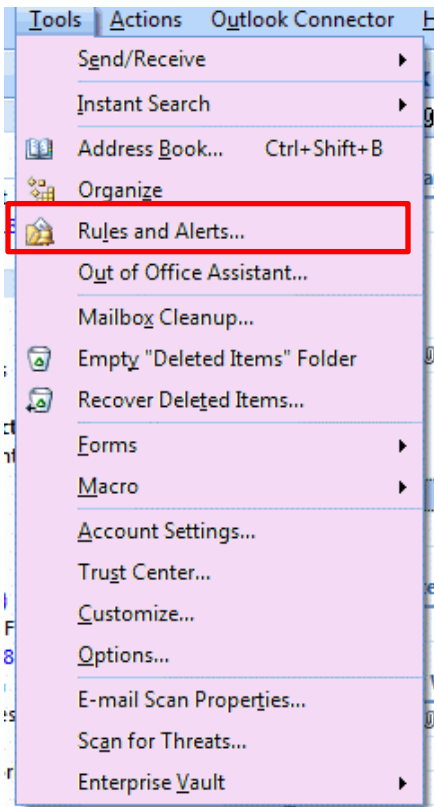 Tools Actions Outlook Connector H
Send/Receive
Instant Search
Address Book... Ctrl+Shift+B
Organize
Rules and Alerts...
Out of Office Assistant...
Mailbox Cleanup...
Empty "Deleted Items" Folder
Recover Deleted Items...
Forms
Macro
Account Settings...
Trust Center...
Customize...
Options...
E-mail Scan Properties...
Scan for Threats...
Enterprise Vault